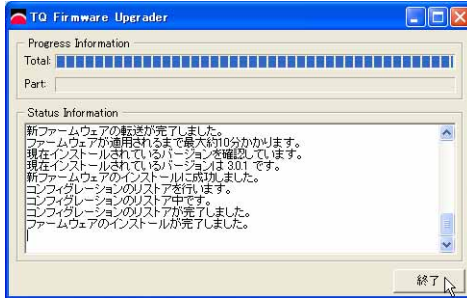 TQ Firmware Upgrader
Progress Information
Total:
Part:
Status Information
新ファームウェアの転送が完了しました。
ファームウェアが適用されるまで最大約10分かかります。
現在インストールされているバージョンを確認しています。
現在インストールされているバージョンは 3.0.1 です。
新ファームウェアのインストールに成功しました。
コンフィグレーションのリストアを行います。
コンフィグレーションのリストア中です。
コンフィグレーションのリストアが完了しました。
ファームウェアのインストールが完了しました。
終了